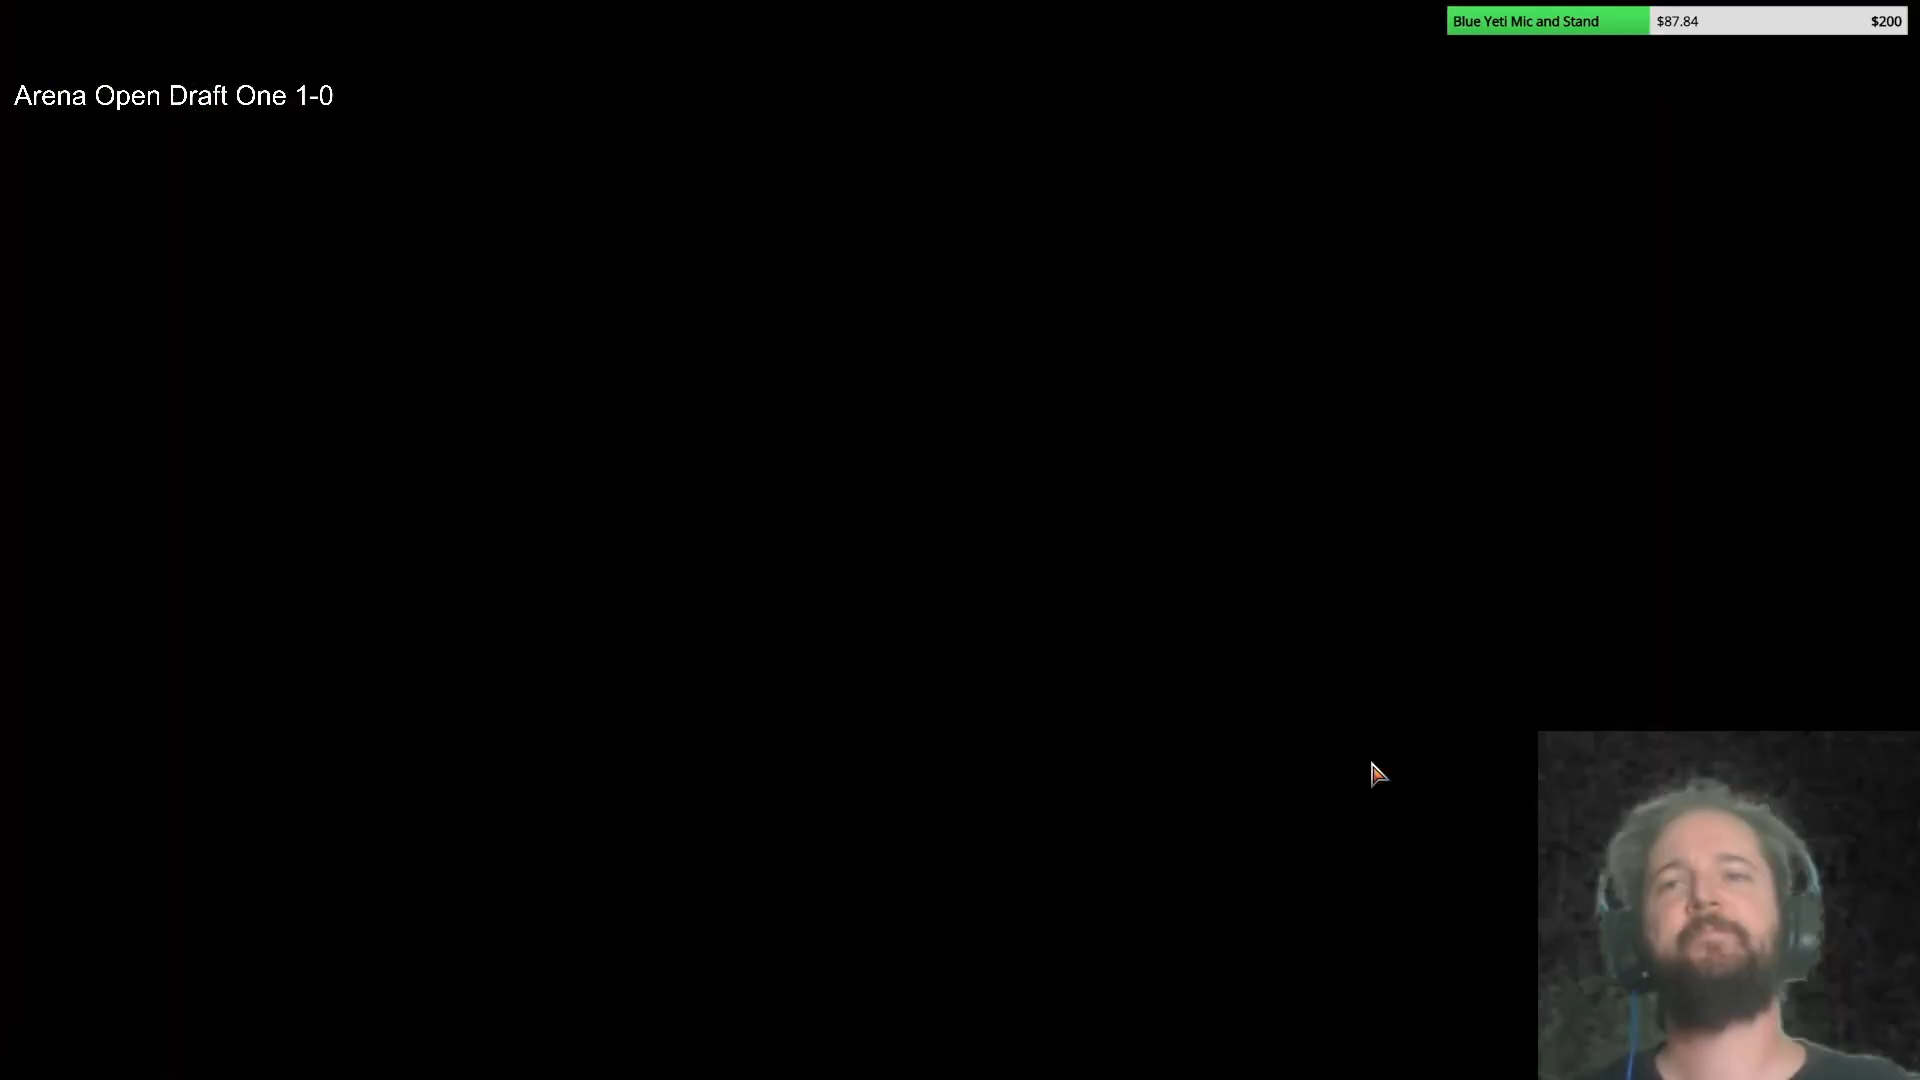 Blue Yeti Mic and Stand $87.84 $200
Arena Open Draft One 1-0